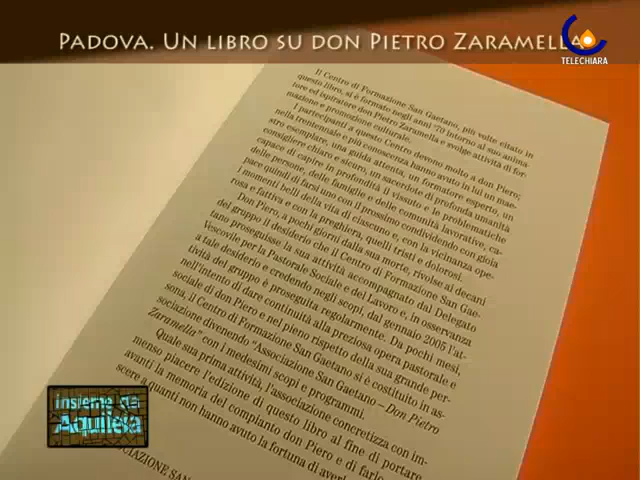 PADOVA. UN LIBRO SU DON PIETRO ZARAMELLA
TELECHIARA
Il Centro di Formazione San Gaetano, più volte citato in
questo libro, si è formato negli anni '70 intorno al suo anima
tore ed ispiratore don Pietro Zaramella e svolge attività di for-
mazione e promozione culturale.
I partecipanti a questo Centro devono molto a don Piero;
nella trentennale e più conoscenza hanno avuto in lui un mae-
stro esemplare, una guida attenta, un formatore esperto, un
consigliere chiaro e sicuro, un sacerdote di profonda umanità
capace di capire in profondità il vissuto e le problematiche
delle persone, delle famiglie e delle comunità lavorative, ca-
pace quindi di farsi uno con il prossimo condividendo con gioia
i momenti belli della vita di ciascuno e, con la vicinanza ope-
rosa e fattiva e con la preghiera, quelli tristi e dolorosi.
Don Piero, a pochi giorni dalla sua morte, rivolse ai decani
del gruppo il desiderio che il Centro di Formazione San Gae-
tano proseguisse la sua attività accompagnato dal Delegato
Vescovile per la Pastorale Sociale e del Lavoro e, in osservanza
a tale desiderio e credendo negli scopi, dal gennaio 2005 l'at-
tività del gruppo è proseguita regolarmente. Da pochi mesi,
nell'intento di dare continuità alla preziosa opera pastorale e
sociale di don Piero e nel pieno rispetto della sua grande per-
sona, il Centro di Formazione San Gaetano si è costituito in as-
sociazione divenendo "Associazione San Gaetano–Don Pietro
Zaramella" con i medesimi scopi e programmi.
Quale sua prima attività, l'associazione concretizza con im-
menso piacere l'edizione di questo libro al fine di portare
avanti la memoria del compianto don Piero e di farlo
scere a quanti non hanno avuto la fortuna di
insieme da
Aquileia